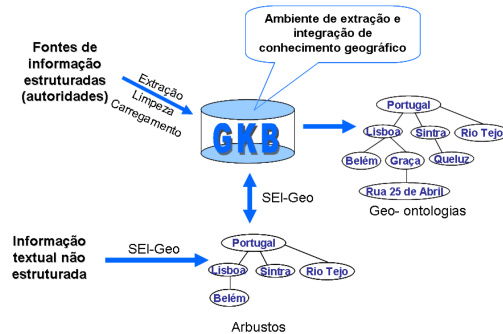 Ambiente de extração e
integração de
conhecimento geográfico
Fontes de
informação
estruturadas
(autoridades)
Extração
Limpeza
Carregamento
GKB
Portugal
Lisboa
Sintra
Rio Tejo
Belém
Graça
Queluz
Rua 25 de Abril
Geo- ontologias
SEI-Geo
Informação
textual não
estruturada
SEI-Geo
Portugal
Lisboa
Sintra
Rio Tejo
Belém
Arbustos